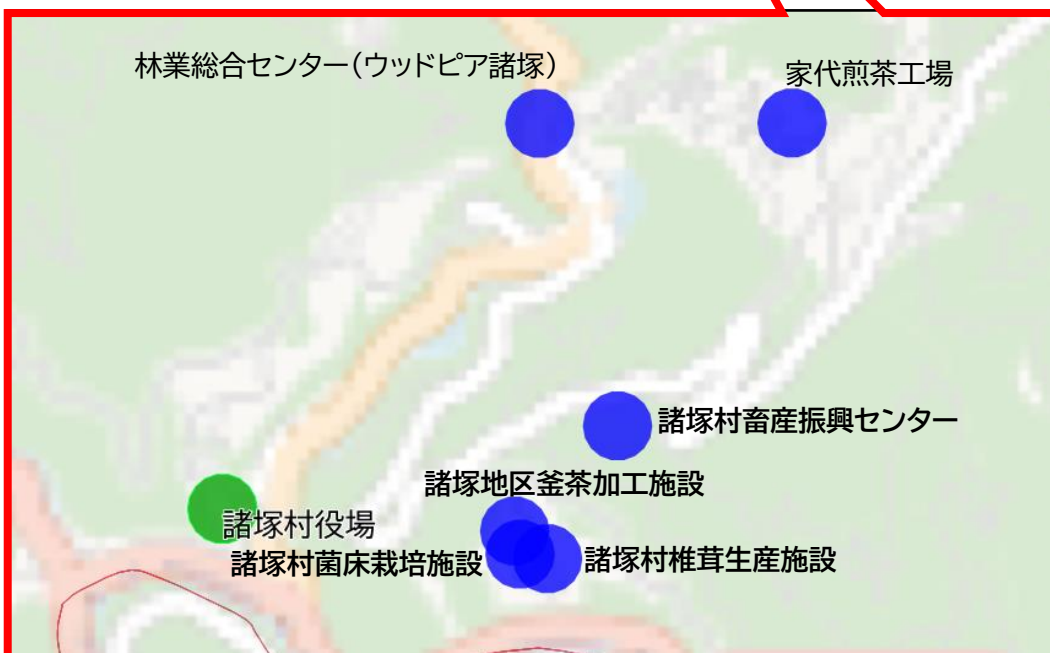 林業総合センター（ウッドピア諸塚）
家代煎茶工場
諸塚村畜産振興センター
諸塚地区釜茶加工施設
諸塚村役場
諸塚村菌床栽培施設
諸塚村椎茸生産施設